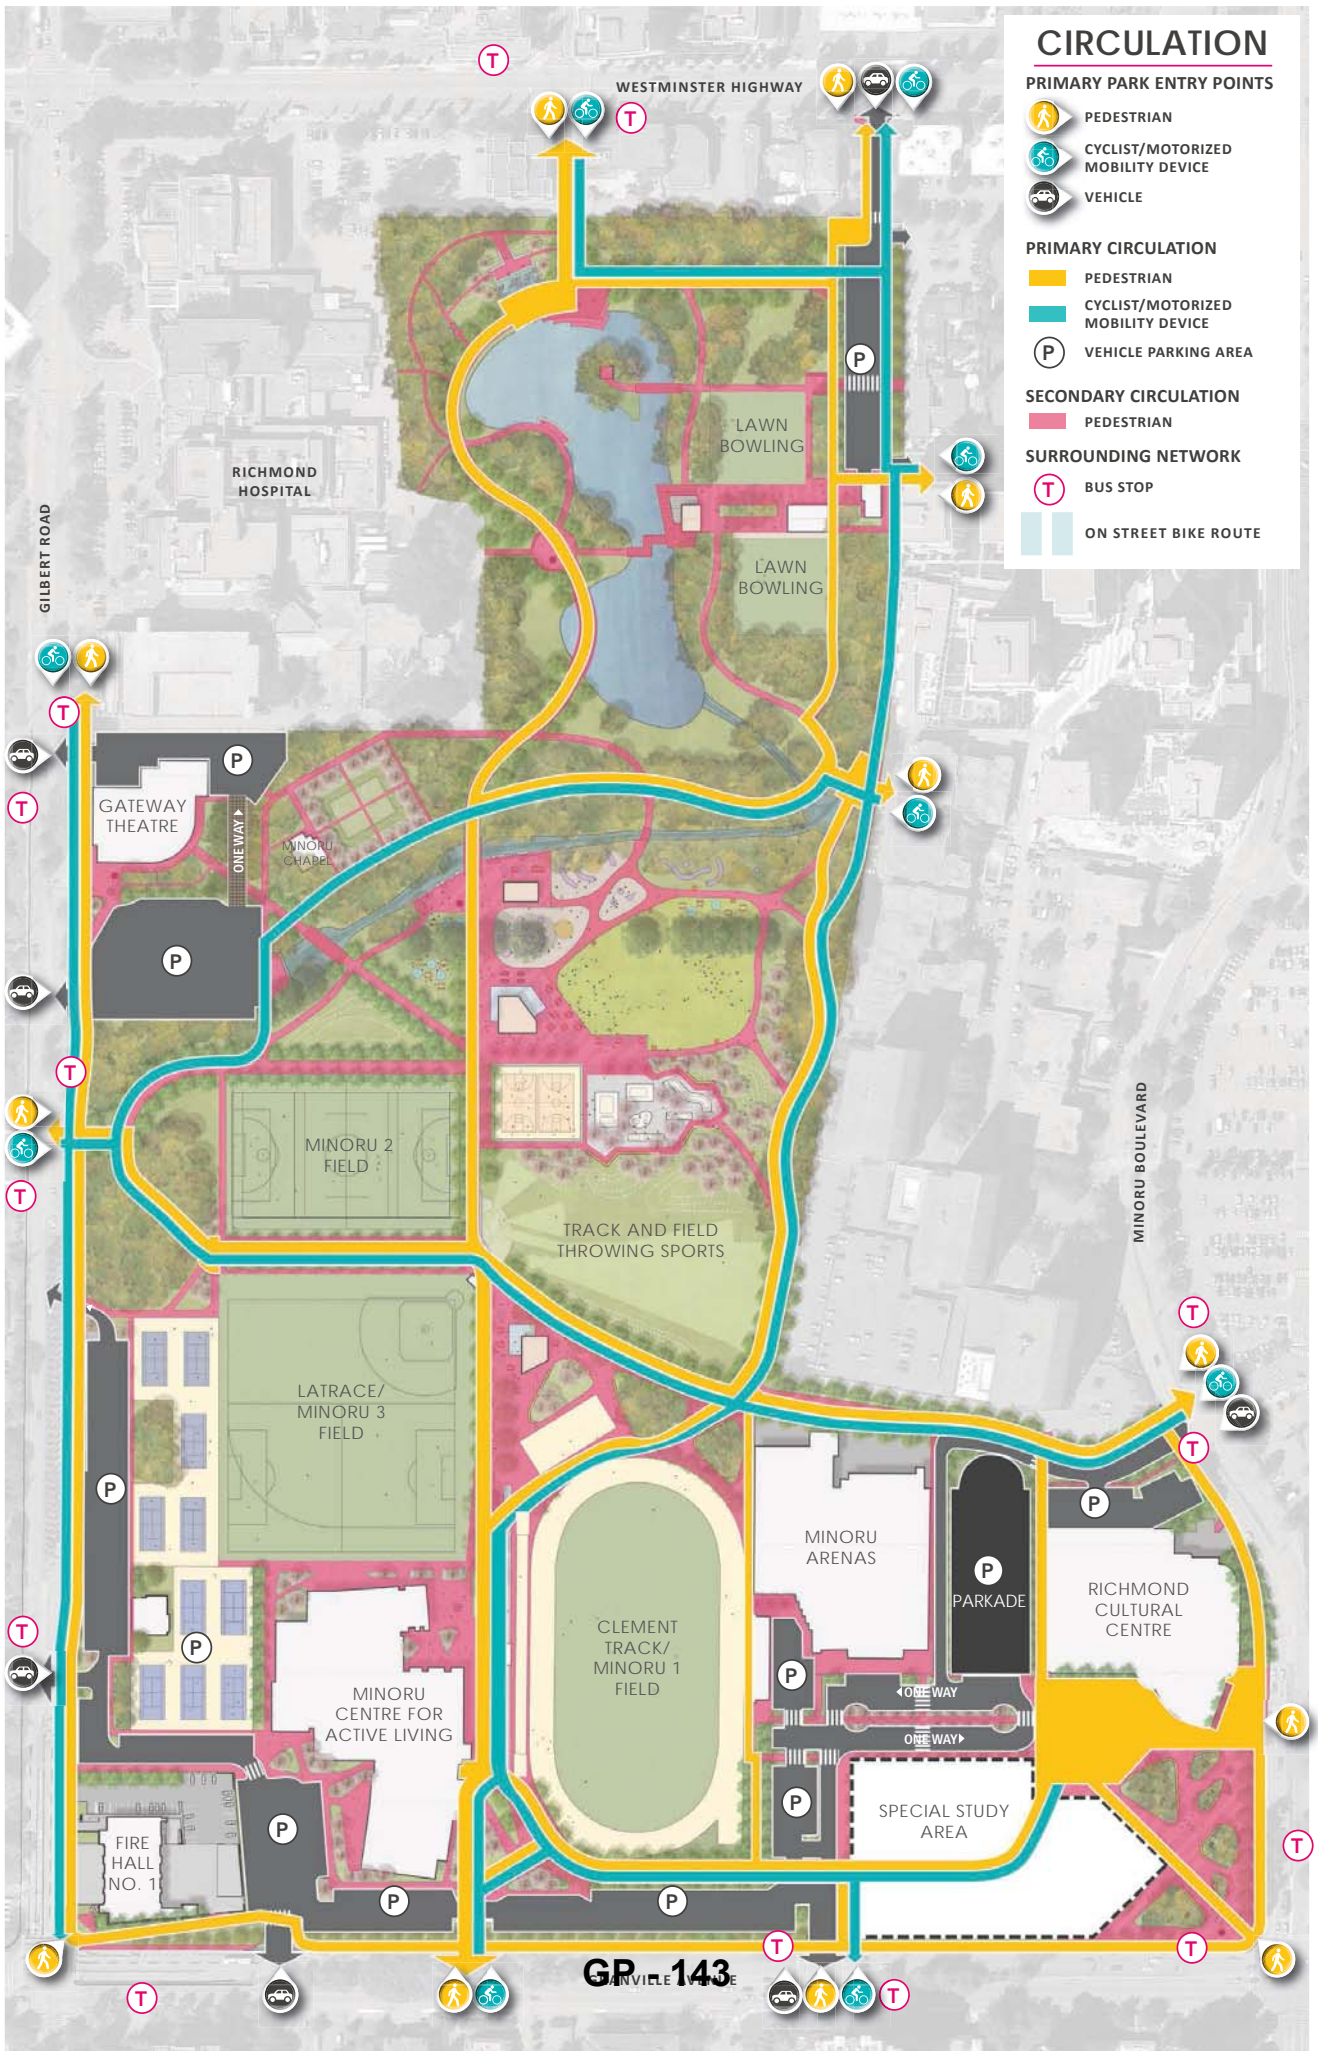 CIRCULATION
PRIMARY PARK ENTRY POINTS
PEDESTRIAN
CYCLIST/MOTORIZED
MOBILITY DEVICE
VEHICLE
PRIMARY CIRCULATION
PEDESTRIAN
CYCLIST/MOTORIZED
MOBILITY DEVICE
P VEHICLE PARKING AREA
SECONDARY CIRCULATION
PEDESTRIAN
SURROUNDING NETWORK
T BUS STOP
ON STREET BIKE ROUTE
T
WESTMINSTER HIGHWAY
T
P
LAWN
BOWLING
RICHMOND
HOSPITAL
GILBERT ROAD
LAWN
BOWLING
T
P
T
GATEWAY
THEATRE
ONE WAY
MINORU
CHAPEL
P
T
MINORU BOULEVARD
MINORU 2
FIELD
T
TRACK AND FIELD
THROWING SPORTS
T
LATRACE/
MINORU 3
FIELD
T
P
P
MINORU
ARENAS
P
PARKADE
RICHMOND
CULTURAL
CENTRE
CLEMENT
TRACK/
MINORU 1
FIELD
T
P
P
MINORU
CENTRE FOR
ACTIVE LIVING
ONE WAY
ONE WAY
P
SPECIAL STUDY
AREA
P
FIRE
HALL
NO. 1
T
P
P
T
T
GP - 143
GRANVILLE AVENUE
T
T